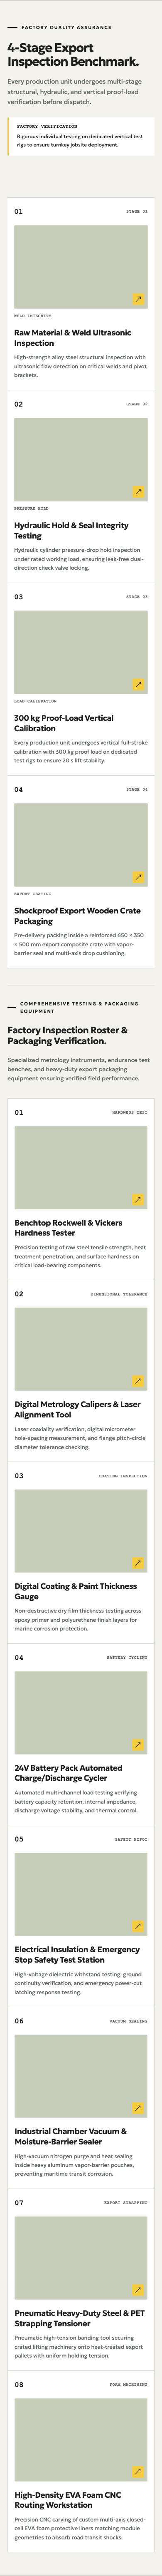 FACTORY QUALITY ASSURANCE
4-Stage Export
Inspection Benchmark.
Every production unit undergoes multi-stage
structural, hydraulic, and vertical proof-load
verification before dispatch.
FACTORY VERIFICATION
Rigorous individual testing on dedicated vertical test
rigs to ensure turnkey jobsite deployment.
01
STAGE 01
WELD INTEGRITY
Raw Material & Weld Ultrasonic
Inspection
High-strength alloy steel structural inspection with
ultrasonic flaw detection on critical welds and pivot
brackets.
02
STAGE 02
PRESSURE HOLD
Hydraulic Hold & Seal Integrity
Testing
Hydraulic cylinder pressure-drop hold inspection
under rated working load, ensuring leak-free dual-
direction check valve locking.
03
STAGE 03
LOAD CALIBRATION
300 kg Proof-Load Vertical
Calibration
Every production unit undergoes vertical full-stroke
calibration with 300 kg proof load on dedicated
test rigs to ensure 20 s lift stability.
04
STAGE 04
EXPORT CRATING
Shockproof Export Wooden Crate
Packaging
Pre-delivery packing inside a reinforced 650 × 350
× 500 mm export composite crate with vapor-
barrier seal and multi-axis drop cushioning.
COMPREHENSIVE TESTING & PACKAGING
EQUIPMENT
Factory Inspection Roster &
Packaging Verification.
Specialized metrology instruments, endurance test
benches, and heavy-duty export packaging
equipment ensuring verified field performance.
01
HARDNESS TEST
Benchtop Rockwell & Vickers
Hardness Tester
Precision testing of raw steel tensile strength, heat
treatment penetration, and surface hardness on
critical load-bearing components.
02
DIMENSIONAL TOLERANCE
Digital Metrology Calipers & Laser
Alignment Tool
Laser coaxiality verification, digital micrometer
hole-spacing measurement, and flange pitch-circle
diameter tolerance checking.
03
COATING INSPECTION
Digital Coating & Paint Thickness
Gauge
Non-destructive dry film thickness testing across
epoxy primer and polyurethane finish layers for
marine corrosion protection.
04
BATTERY CYCLING
24V Battery Pack Automated
Charge/Discharge Cycler
Automated multi-channel load testing verifying
battery capacity retention, internal impedance,
discharge voltage stability, and thermal control.
05
SAFETY HIPOT
Electrical Insulation & Emergency
Stop Safety Test Station
High-voltage dielectric withstand testing, ground
continuity verification, and emergency power-cut
latching response testing.
06
VACUUM SEALING
Industrial Chamber Vacuum &
Moisture-Barrier Sealer
High-vacuum nitrogen purge and heat sealing
inside heavy aluminum vapor-barrier pouches,
preventing maritime transit corrosion.
07
EXPORT STRAPPING
Pneumatic Heavy-Duty Steel & PET
Strapping Tensioner
Pneumatic high-tension banding tool securing
crated lifting machinery onto heat-treated export
pallets with uniform holding tension.
08
FOAM MACHINING
High-Density EVA Foam CNC
Routing Workstation
Precision CNC carving of custom multi-axis closed-
cell EVA foam protective liners matching module
geometries to absorb road transit shocks.